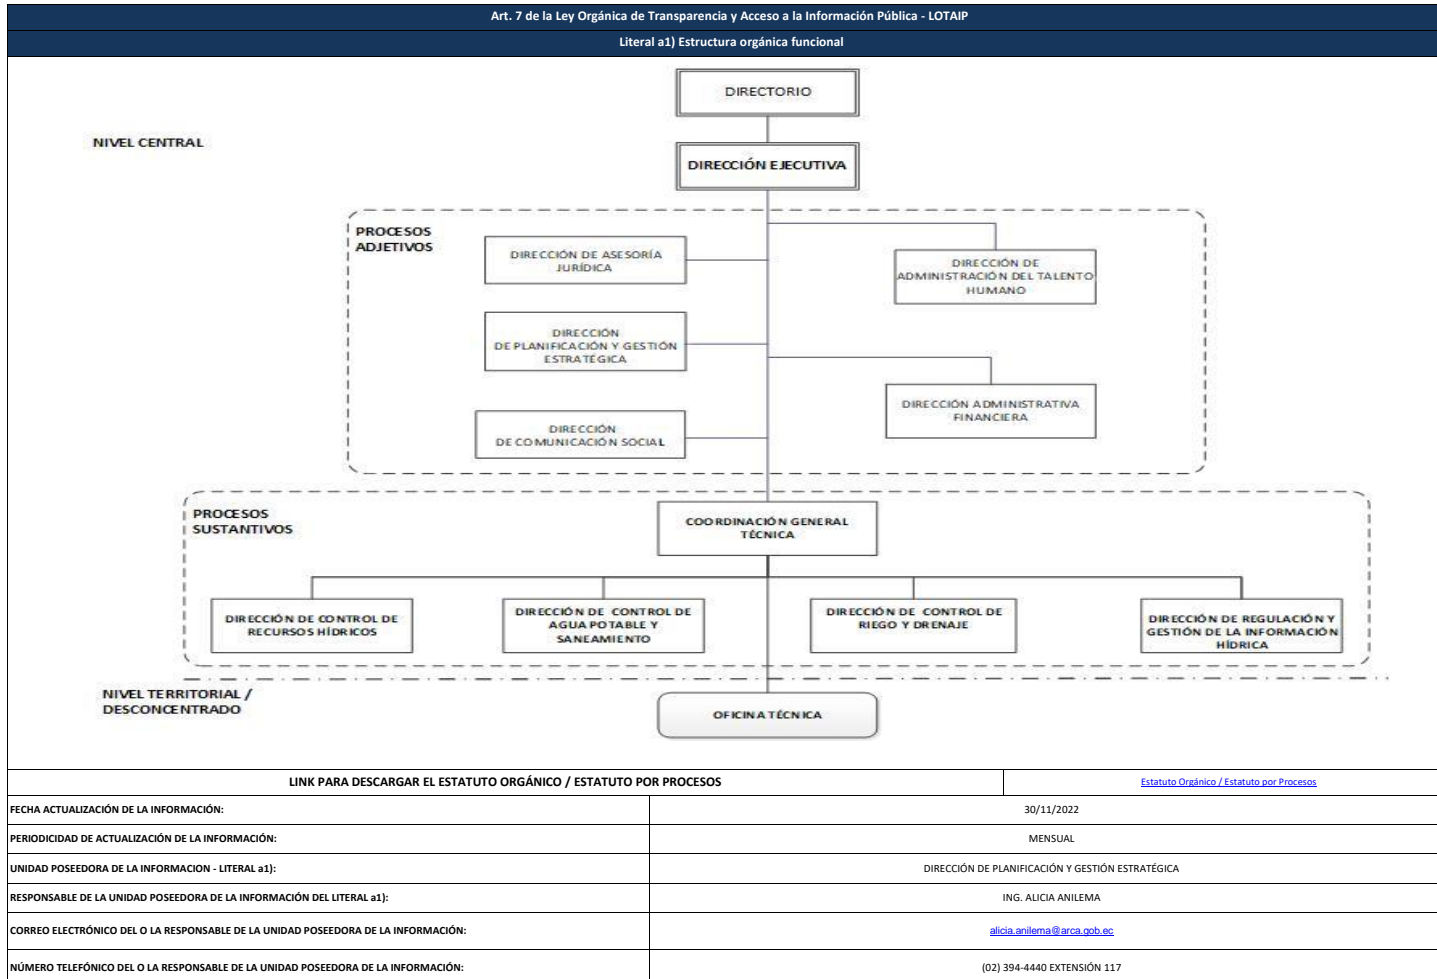 Art. 7 de la Ley Orgánica de Transparencia y Acceso a la Información Pública - LOTAIP
Literal a1) Estructura orgánica funcional
DIRECTORIO
NIVEL CENTRAL
DIRECCIÓN EJECUTIVA
PROCESOS
ADJETIVOS
DIRECCIÓN DE ASESORÍA
JURÍDICA
DIRECCIÓN DE
ADMINISTRACIÓN DEL TALENTO
HUMANO
DIRECCIÓN
DE PLANIFICACIÓN Y GESTIÓN
ESTRATÉGICA
DIRECCIÓN ADMINISTRATIVA
FINANCIERA
DIRECCIÓN
DE COMUNICACIÓN SOCIAL
PROCESOS
SUSTANTIVOS
COORDINACIÓN GENERAL
TÉCNICA
DIRECCIÓN DE CONTROL DE
RECURSOS HÍDRICOS
DIRECCIÓN DE CONTROL DE
AGUA POTABLE Y
SANEAMIENTO
DIRECCIÓN DE CONTROL DE
RIEGO Y DRENAJE
DIRECCIÓN DE REGULACIÓN Y
GESTIÓN DE LA INFORMACIÓN
HÍDRICA
NIVEL TERRITORIAL /
DESCONCENTRADO
OFICINA TÉCNICA
LINK PARA DESCARGAR EL ESTATUTO ORGÁNICO / ESTATUTO POR PROCESOS
Estatuto Orgánico / Estatuto por Procesos
FECHA ACTUALIZACIÓN DE LA INFORMACIÓN:
30/11/2022
PERIODICIDAD DE ACTUALIZACIÓN DE LA INFORMACIÓN:
MENSUAL
UNIDAD POSEEDORA DE LA INFORMACION - LITERAL a1):
DIRECCIÓN DE PLANIFICACIÓN Y GESTIÓN ESTRATÉGICA
RESPONSABLE DE LA UNIDAD POSEEDORA DE LA INFORMACIÓN DEL LITERAL a1):
ING. ALICIA ANILEMA
CORREO ELECTRÓNICO DEL O LA RESPONSABLE DE LA UNIDAD POSEEDORA DE LA INFORMACIÓN:
alicia.anilema@arca.gob.ec
NÚMERO TELEFÓNICO DEL O LA RESPONSABLE DE LA UNIDAD POSEEDORA DE LA INFORMACIÓN:
(02) 394-4440 EXTENSIÓN 117